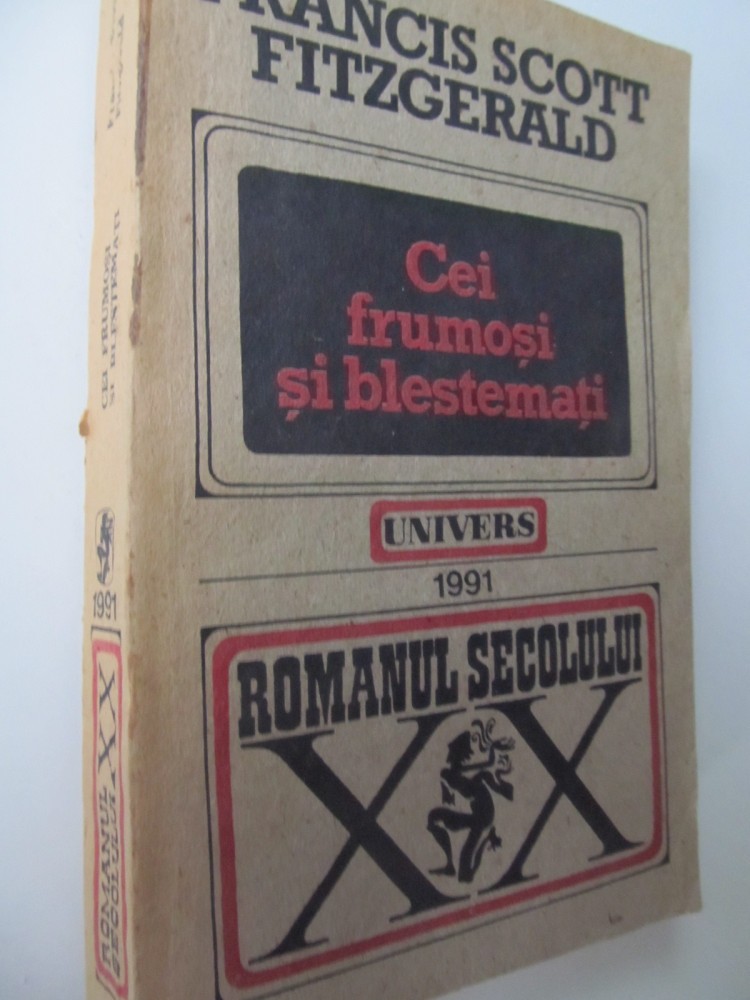 FRANCIS SCOTT
FITZGERALD
Cei
frumoși
și blestemați
UNIVERS
1991
ROMANUL SECOLULUI
XX
CEI FRUMOȘI
ȘI BLESTEMAȚI
1991
ROMANUL
SECOLULUI XX